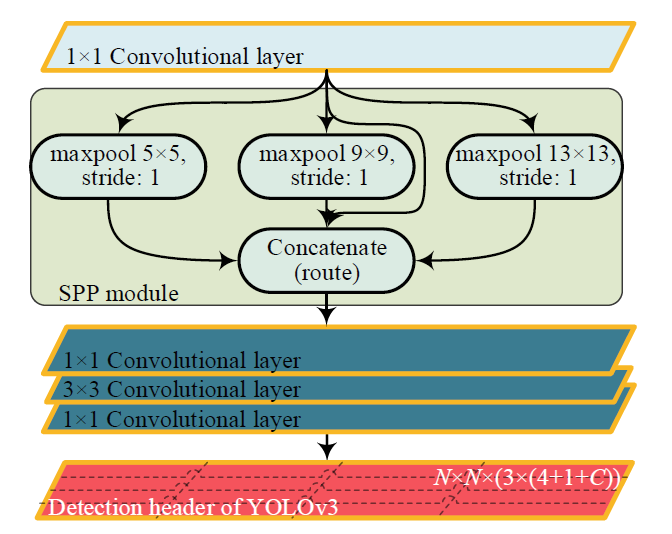 1×1 Convolutional layer
maxpool 5×5,
stride: 1
maxpool 9×9,
stride: 1
maxpool 13×13,
stride: 1
Concatenate
(route)
SPP module
1×1 Convolutional layer
3×3 Convolutional layer
1×1 Convolutional layer
N×N×(3×(4+1+C))
Detection header of YOLOv3